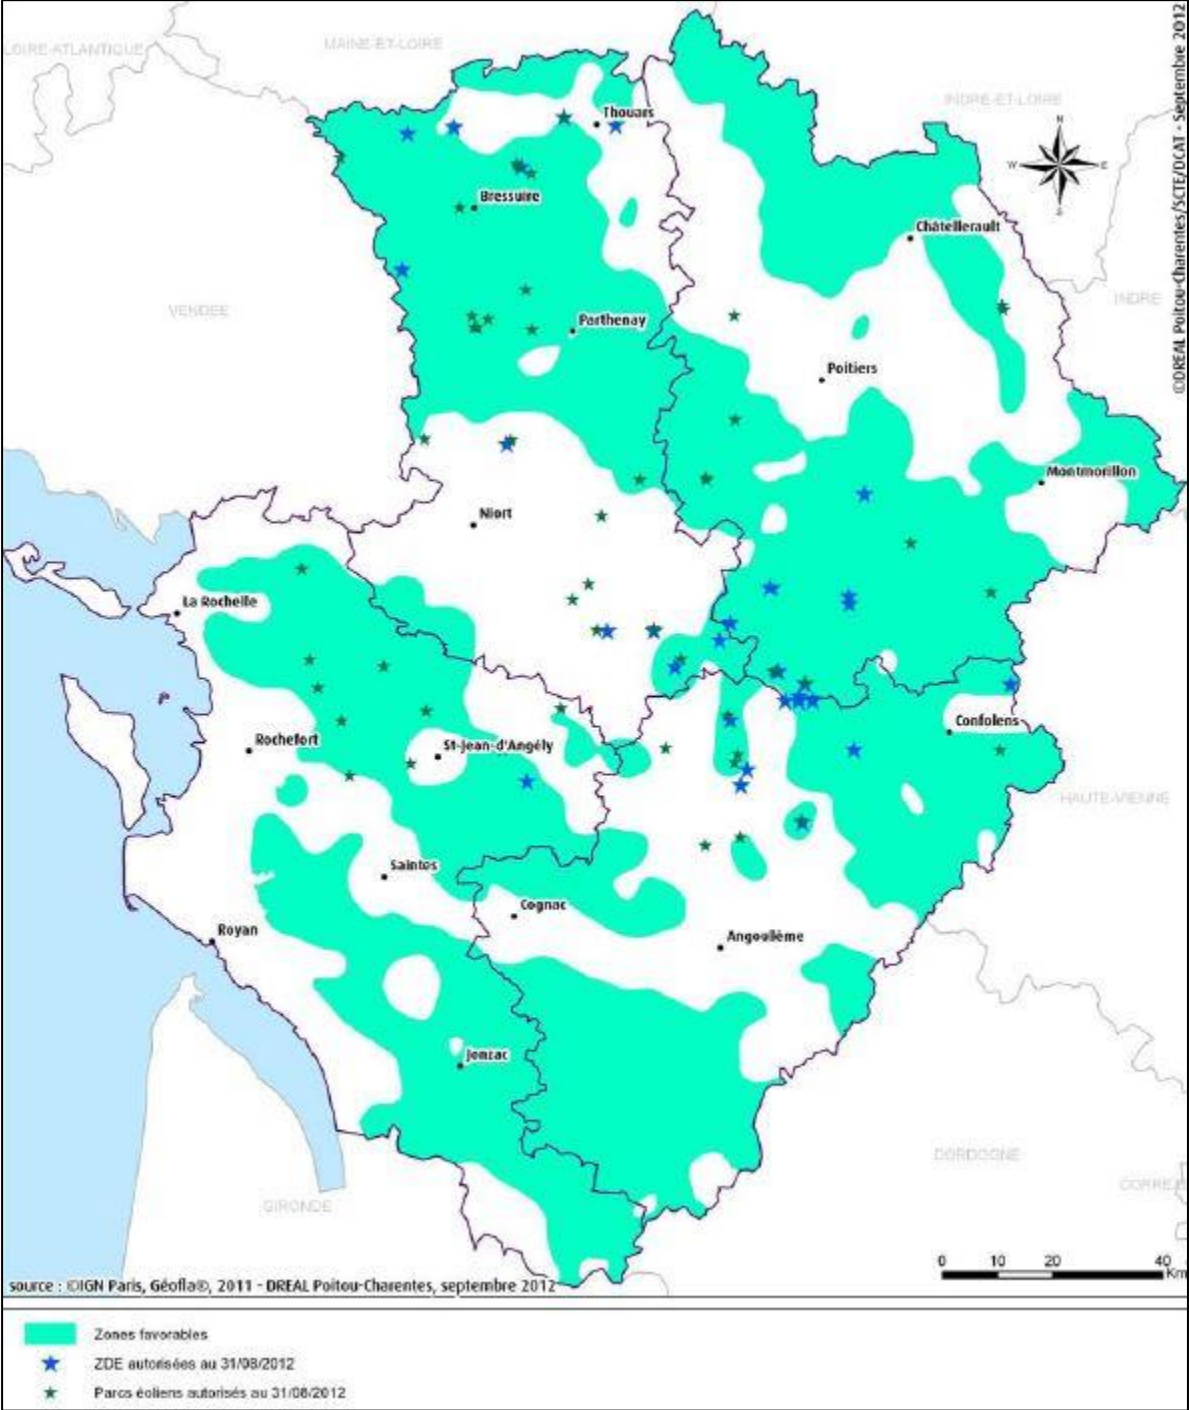 LOIRE-ATLANTIQUE
MAINE-ET-LOIRE
INDRE-ET-LOIRE
©DREAL Poitou-Charentes/SCTE/DCAT - Septembre 2012
N
W
E
S
Thouars
Bressuire
Châtellerault
VENDEE
INDRE
Parthenay
Poitiers
Montmorillon
Niort
La Rochelle
Rochefort
St-Jean-d'Angély
Confolens
HAUTE-VIENNE
Saintes
Cognac
Royan
Angoulême
Jonzac
DORDOGNE
GIRONDE
0 10 20 40
Km
source : ©IGN Paris, Géofla®, 2011 - DREAL Poitou-Charentes, septembre 2012
Zones favorables
ZDE autorisées au 31/08/2012
Parcs éoliens autorisés au 31/08/2012